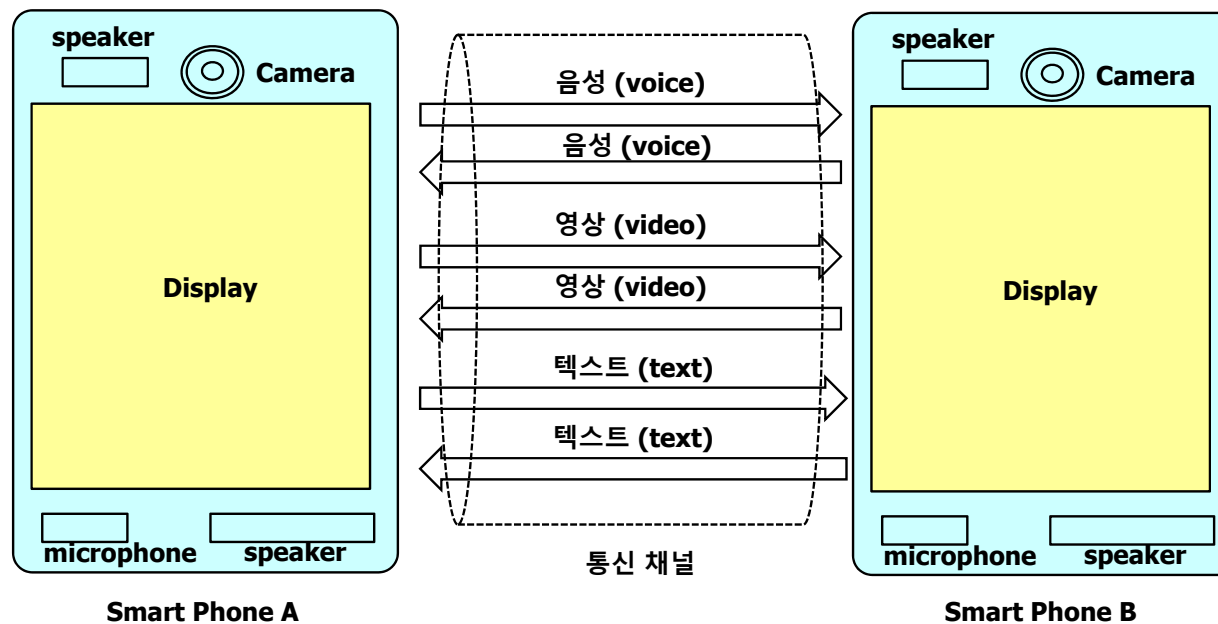 speaker
Camera
Display
microphone
speaker
Smart Phone A
음성 (voice)
음성 (voice)
영상 (video)
영상 (video)
텍스트 (text)
텍스트 (text)
통신 채널
speaker
Camera
Display
microphone
speaker
Smart Phone B